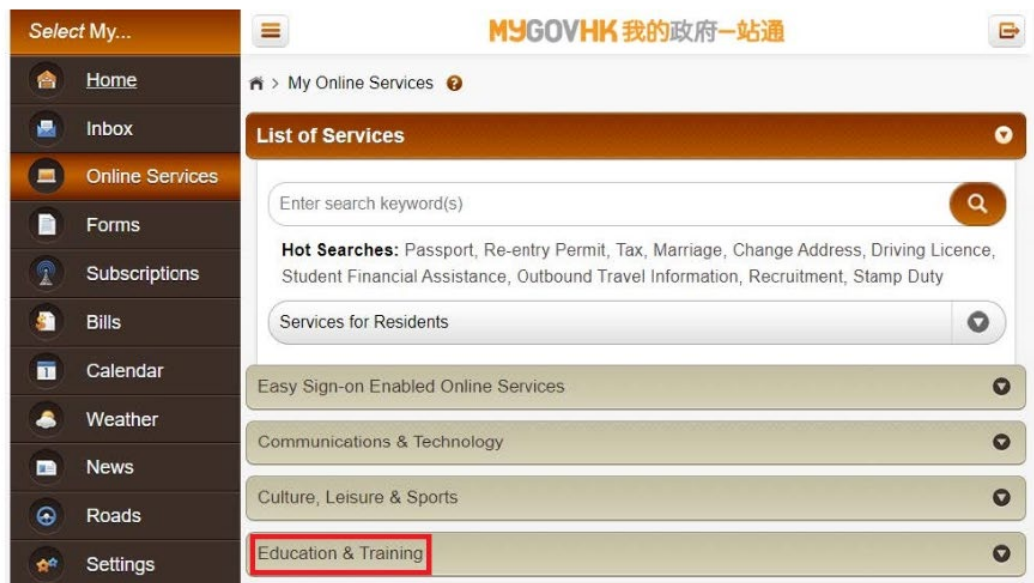 Select My...
Home
Inbox
Online Services
Forms
Subscriptions
Bills
Calendar
Weather
News
Roads
Settings
MYGOVHK 我的政府一站通
> My Online Services ?
List of Services
Enter search keyword(s)
Hot Searches: Passport, Re-entry Permit, Tax, Marriage, Change Address, Driving Licence,
Student Financial Assistance, Outbound Travel Information, Recruitment, Stamp Duty
Services for Residents
Easy Sign-on Enabled Online Services
Communications & Technology
Culture, Leisure & Sports
Education & Training